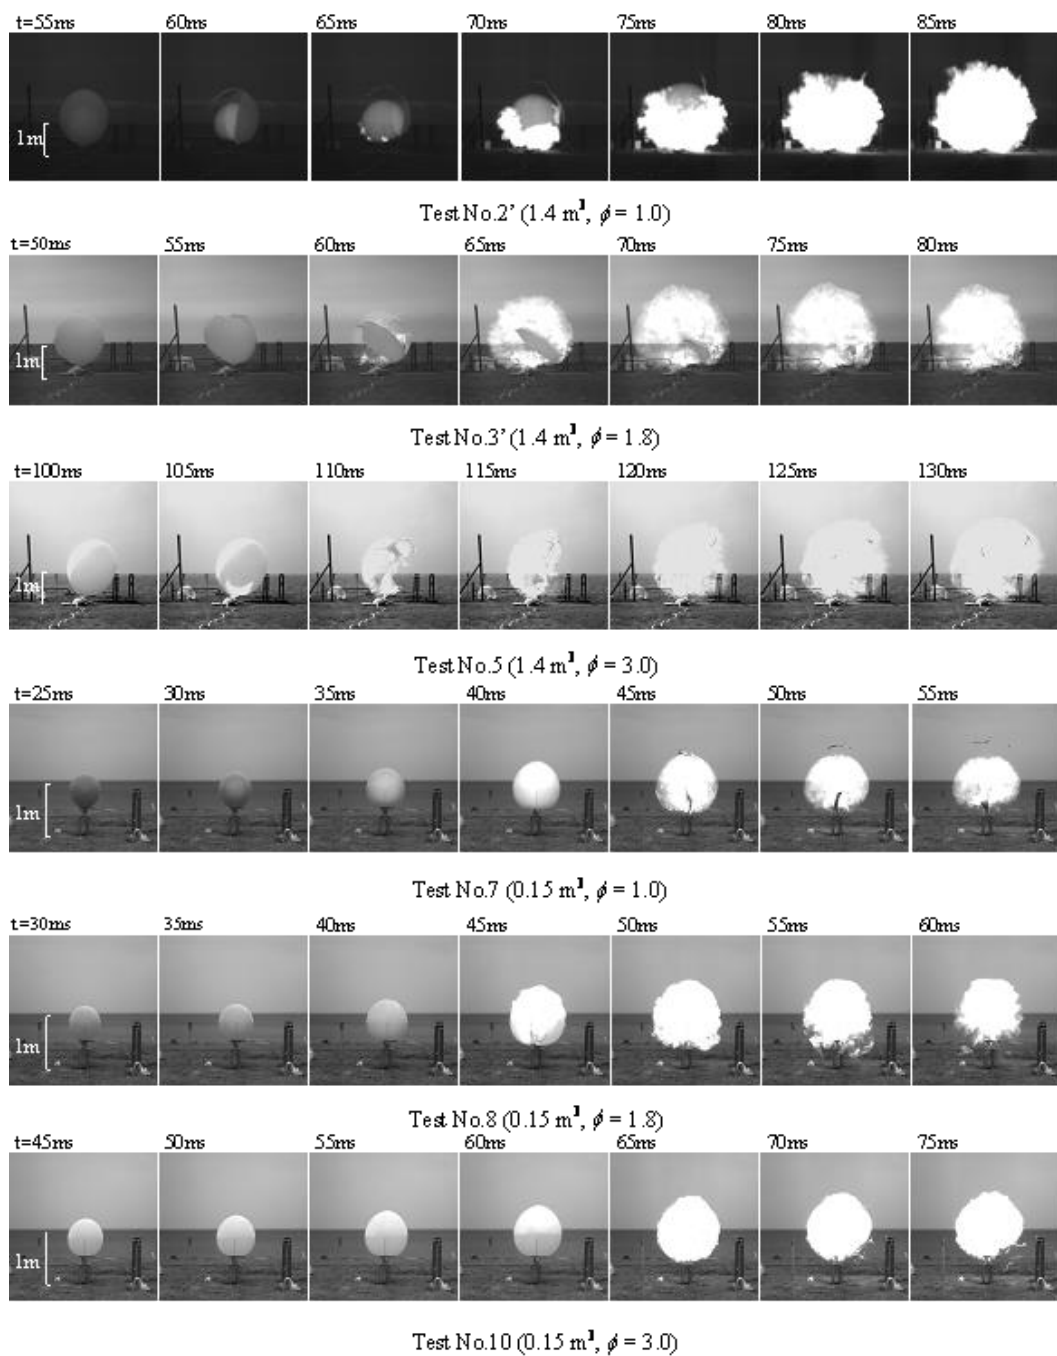 t=55ms 60ms 65ms 70ms 75ms 80ms 85ms
1m
Test No.2’ (1.4 m³, ϕ = 1.0)
t=50ms 55ms 60ms 65ms 70ms 75ms 80ms
1m
Test No.3’ (1.4 m³, ϕ = 1.8)
t=100ms 105ms 110ms 115ms 120ms 125ms 130ms
1m
Test No.5 (1.4 m³, ϕ = 3.0)
t=25ms 30ms 35ms 40ms 45ms 50ms 55ms
1m
Test No.7 (0.15 m³, ϕ = 1.0)
t=30ms 35ms 40ms 45ms 50ms 55ms 60ms
1m
Test No.8 (0.15 m³, ϕ = 1.8)
t=45ms 50ms 55ms 60ms 65ms 70ms 75ms
1m
Test No.10 (0.15 m³, ϕ = 3.0)